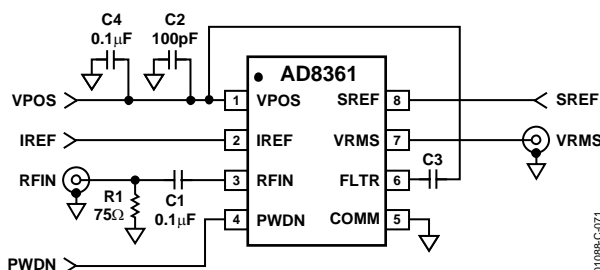 C4
0.1μF
C2
100pF
AD8361
VPOS
1
VPOS
SREF
8
SREF
IREF
2
IREF
VRMS
7
VRMS
RFIN
3
RFIN
FLTR
6
C3
R1
75Ω
C1
0.1μF
4
PWDN
COMM
5
PWDN
01088-C-071